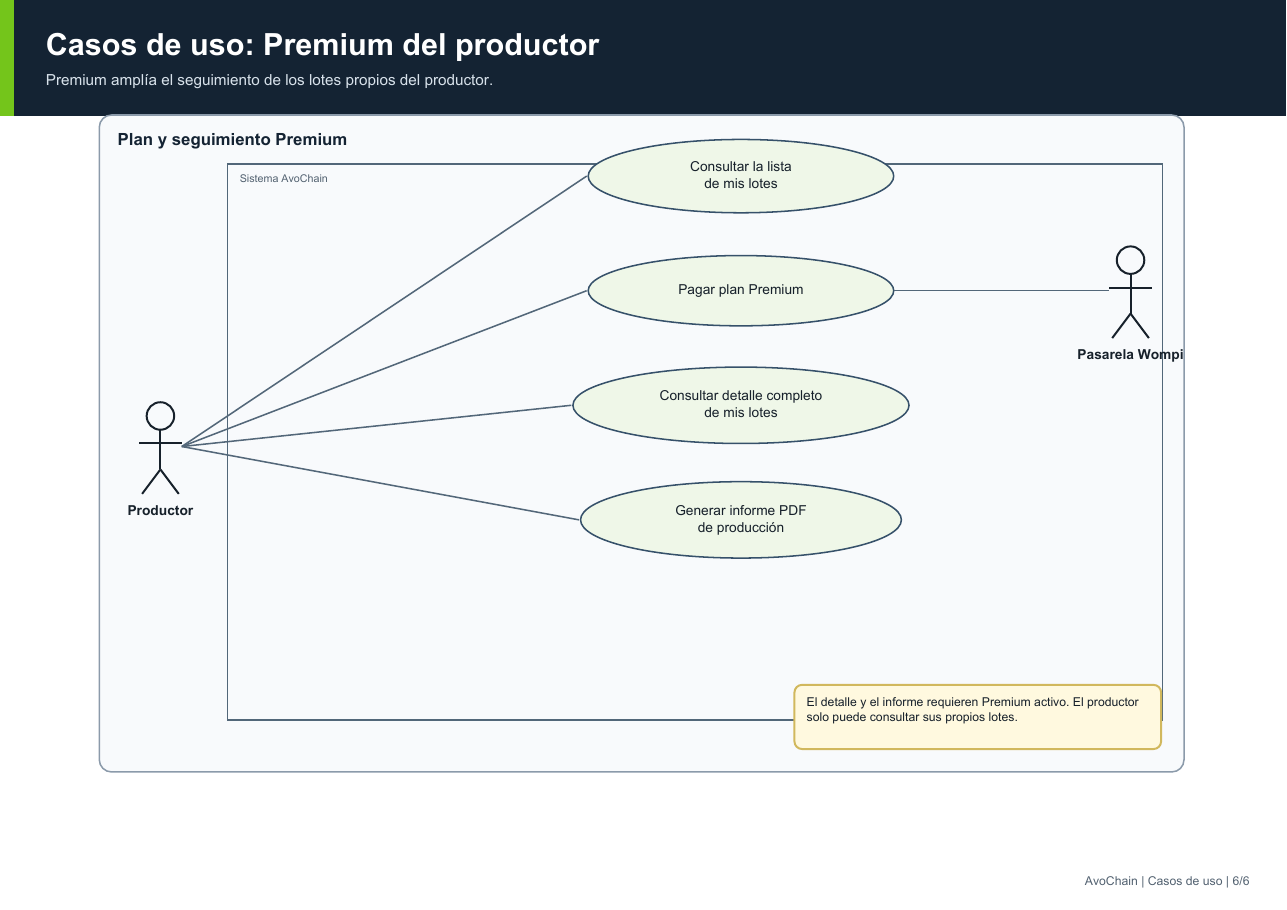 Casos de uso: Premium del productor
Premium amplía el seguimiento de los lotes propios del productor.
Plan y seguimiento Premium
Sistema AvoChain
Consultar la lista
de mis lotes
Pagar plan Premium
Pasarela Wompi
Consultar detalle completo
de mis lotes
Productor
Generar informe PDF
de producción
El detalle y el informe requieren Premium activo. El productor
solo puede consultar sus propios lotes.
AvoChain | Casos de uso | 6/6